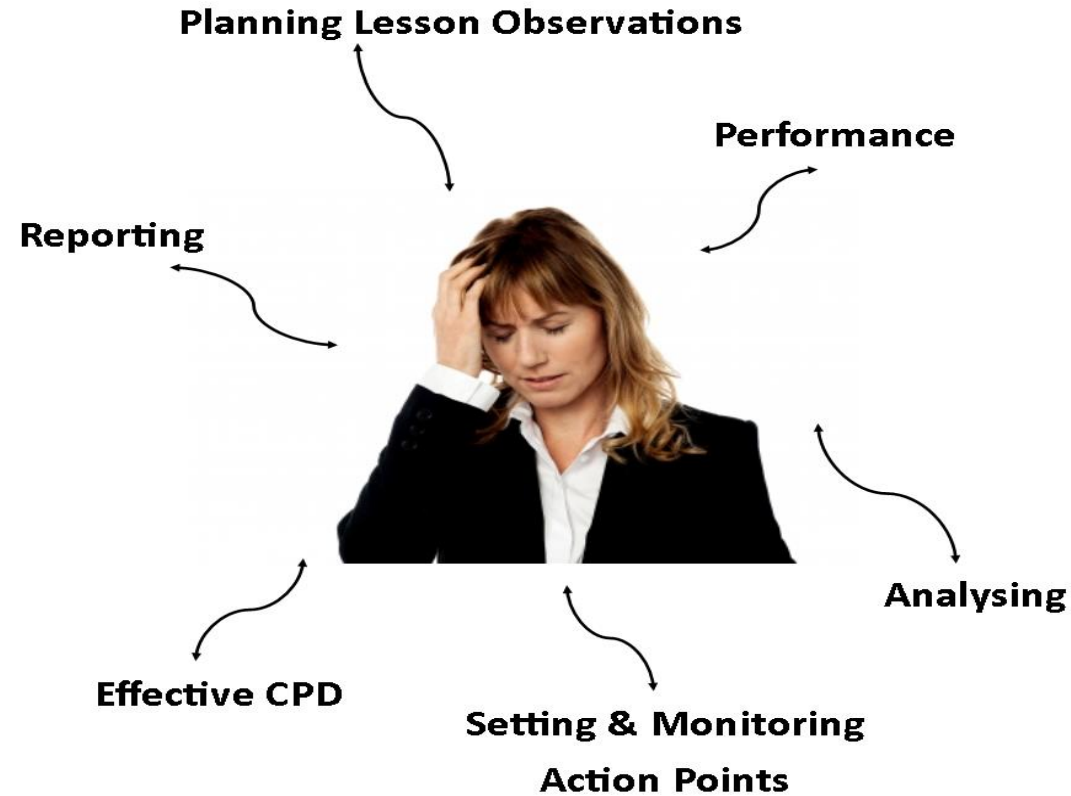 Planning Lesson Observations
Performance
Reporting
Analysing
Effective CPD
Setting & Monitoring
Action Points